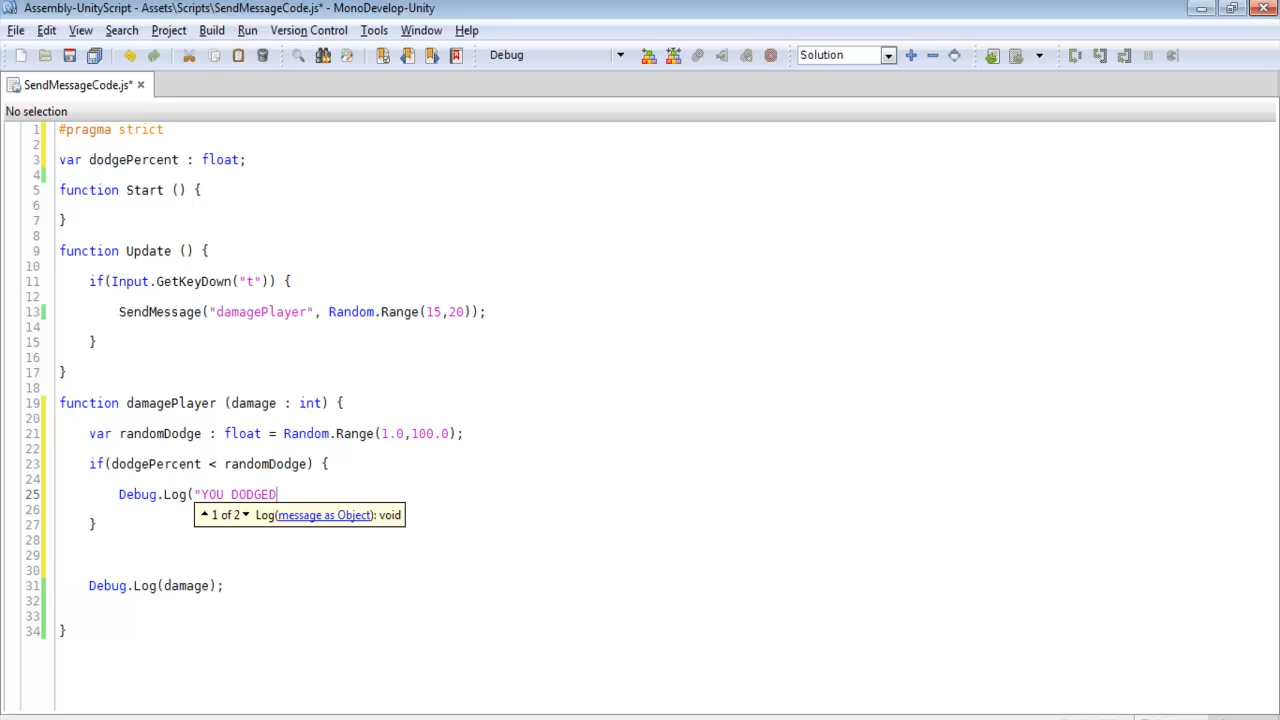 Assembly-UnityScript - Assets\Scripts\SendMessageCode.js* - MonoDevelop-Unity
File Edit View Search Project Build Run Version Control Tools Window Help
Debug Solution
SendMessageCode.js*
No selection
1 #pragma strict
2
3 var dodgePercent : float;
4
5 function Start () {
6
7 }
8
9 function Update () {
10
11 if(Input.GetKeyDown("t")) {
12
13 SendMessage("damagePlayer", Random.Range(15,20));
14
15 }
16
17 }
18
19 function damagePlayer (damage : int) {
20
21 var randomDodge : float = Random.Range(1.0,100.0);
22
23 if(dodgePercent < randomDodge) {
24
25 Debug.Log("YOU DODGED
26 1 of 2 Log(message as Object): void
27 }
28
29
30
31 Debug.Log(damage);
32
33
34 }